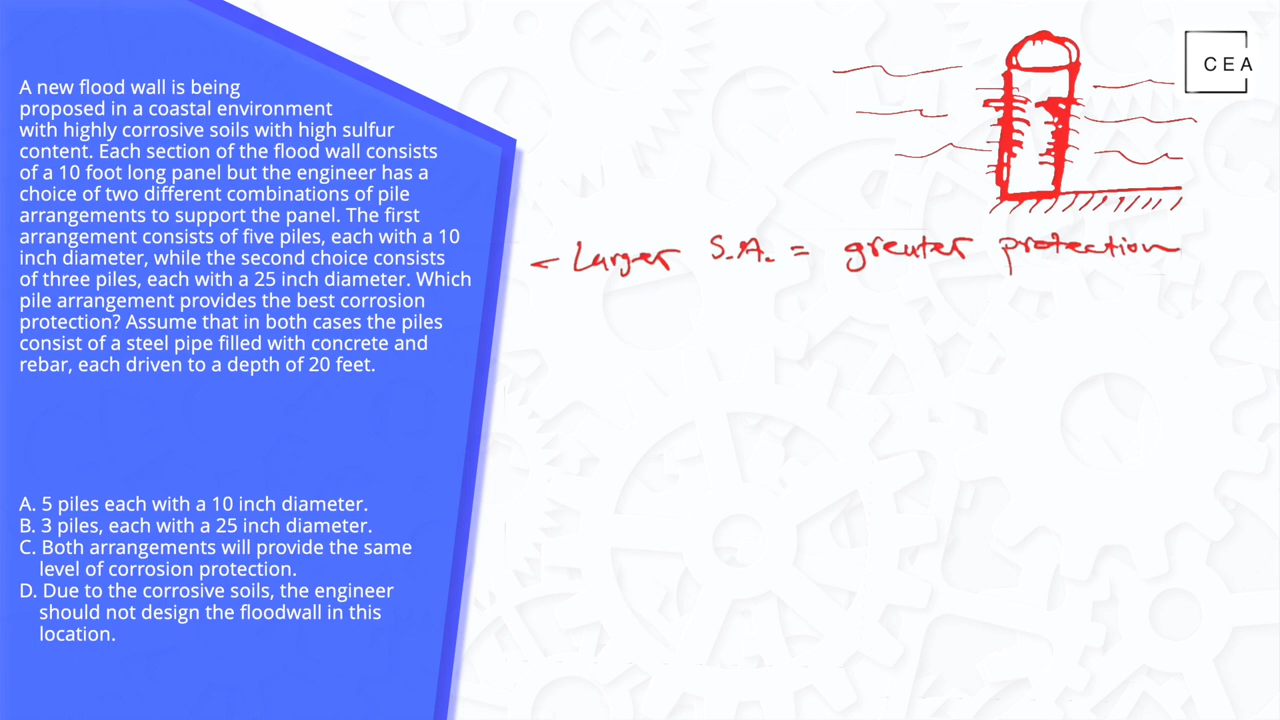 A new flood wall is being
proposed in a coastal environment
with highly corrosive soils with high sulfur
content. Each section of the flood wall consists
of a 10 foot long panel but the engineer has a
choice of two different combinations of pile
arrangements to support the panel. The first
arrangement consists of five piles, each with a 10
inch diameter, while the second choice consists
of three piles, each with a 25 inch diameter. Which
pile arrangement provides the best corrosion
protection? Assume that in both cases the piles
consist of a steel pipe filled with concrete and
rebar, each driven to a depth of 20 feet.
A. 5 piles each with a 10 inch diameter.
B. 3 piles, each with a 25 inch diameter.
C. Both arrangements will provide the same
level of corrosion protection.
D. Due to the corrosive soils, the engineer
should not design the floodwall in this
location.
CEA
- Larger S.A. = greater protection